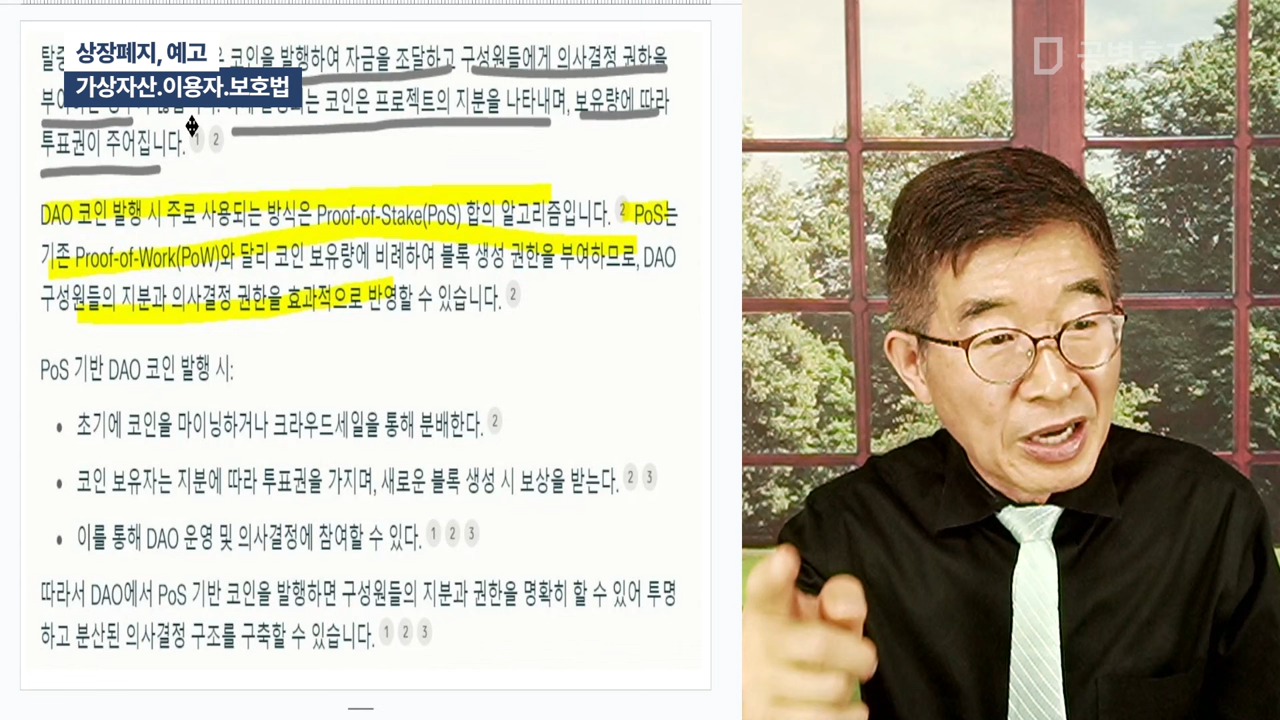 상장폐지, 예고
가상자산.이용자.보호법
탈중 코인을 발행하여 자금을 조달하고 구성원들에게 의사결정 권한을
부여 는 코인은 프로젝트의 지분을 나타내며, 보유량에 따라
투표권이 주어집니다. 1 2
DAO 코인 발행 시 주로 사용되는 방식은 Proof-of-Stake(PoS) 합의 알고리즘입니다. 2 PoS는
기존 Proof-of-Work(PoW)와 달리 코인 보유량에 비례하여 블록 생성 권한을 부여하므로, DAO
구성원들의 지분과 의사결정 권한을 효과적으로 반영할 수 있습니다. 2
PoS 기반 DAO 코인 발행 시:
• 초기에 코인을 마이닝하거나 크라우드세일을 통해 분배한다. 2
• 코인 보유자는 지분에 따라 투표권을 가지며, 새로운 블록 생성 시 보상을 받는다. 2 3
• 이를 통해 DAO 운영 및 의사결정에 참여할 수 있다. 1 2 3
따라서 DAO에서 PoS 기반 코인을 발행하면 구성원들의 지분과 권한을 명확히 할 수 있어 투명
하고 분산된 의사결정 구조를 구축할 수 있습니다. 1 2 3